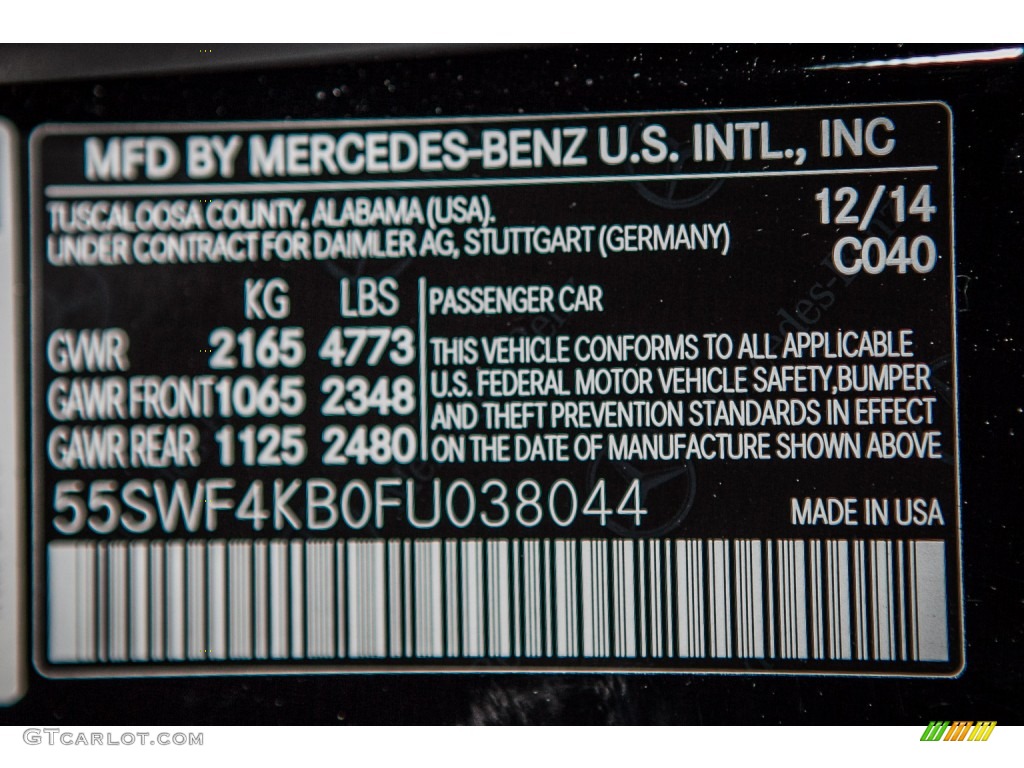 MFD BY MERCEDES-BENZ U.S. INTL., INC
TUSCALOOSA COUNTY, ALABAMA (USA).
UNDER CONTRACT FOR DAIMLER AG, STUTTGART (GERMANY)
12/14
C040
KG LBS
GVWR 2165 4773
GAWR FRONT 1065 2348
GAWR REAR 1125 2480
PASSENGER CAR
THIS VEHICLE CONFORMS TO ALL APPLICABLE
U.S. FEDERAL MOTOR VEHICLE SAFETY,BUMPER
AND THEFT PREVENTION STANDARDS IN EFFECT
ON THE DATE OF MANUFACTURE SHOWN ABOVE
55SWF4KB0FU038044
MADE IN USA
GTCARLOT.COM